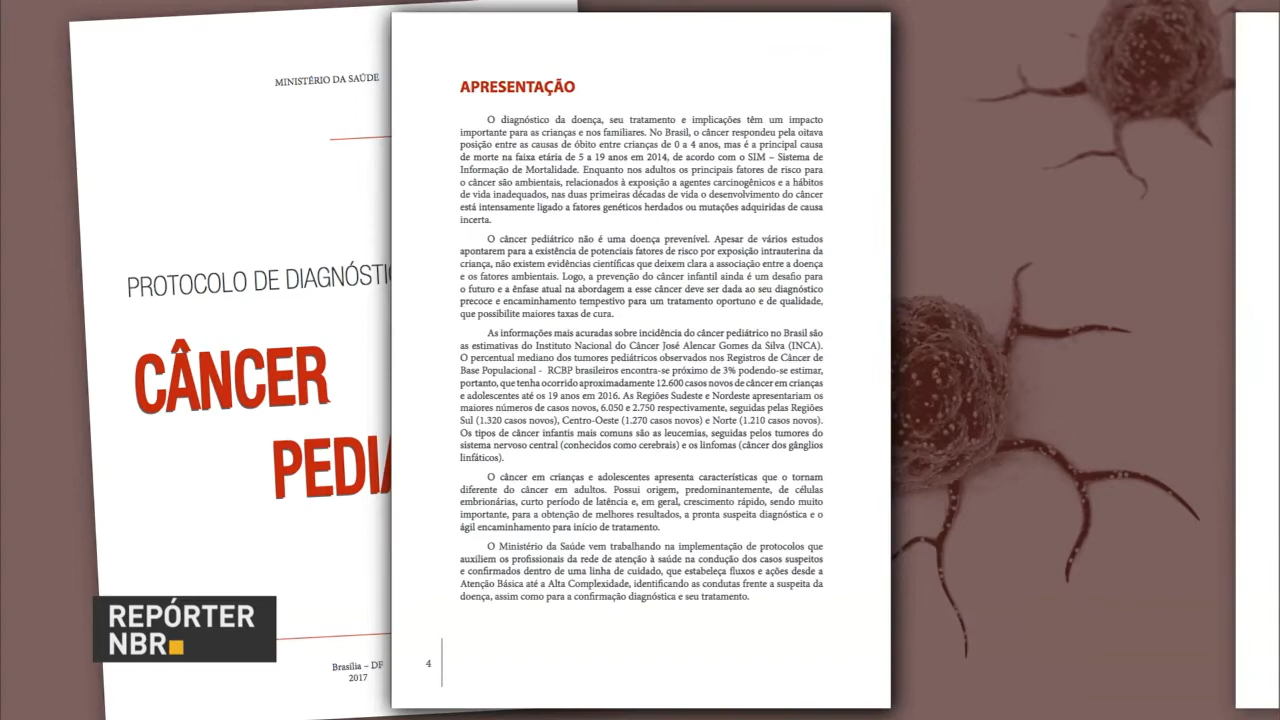 MINISTÉRIO DA SAÚDE
PROTOCOLO DE
CÂNCER
Brasília – DF
2017
APRESENTAÇÃO
O diagnóstico da doença, seu tratamento e implicações têm um impacto
importante para as crianças e nos familiares. No Brasil, o câncer respondeu pela oitava
posição entre as causas de óbito entre crianças de 0 a 4 anos, mas é a principal causa
de morte na faixa etária de 5 a 19 anos em 2014, de acordo com o SIM – Sistema de
Informação de Mortalidade. Enquanto nos adultos os principais fatores de risco para
o câncer são ambientais, relacionados à exposição a agentes carcinogênicos e a hábitos
de vida inadequados, nas duas primeiras décadas de vida o desenvolvimento do câncer
está intensamente ligado a fatores genéticos herdados ou mutações adquiridas de causa
incerta.
O câncer pediátrico não é uma doença prevenível. Apesar de vários estudos
apontarem para a existência de potenciais fatores de risco por exposição intrauterina da
criança, não existem evidências científicas que deixem clara a associação entre a doença
e os fatores ambientais. Logo, a prevenção do câncer infantil ainda é um desafio para
o futuro e a ênfase atual na abordagem a esse câncer deve ser dada ao seu diagnóstico
precoce e encaminhamento tempestivo para um tratamento oportuno e de qualidade,
que possibilite maiores taxas de cura.
As informações mais acuradas sobre incidência do câncer pediátrico no Brasil são
as estimativas do Instituto Nacional do Câncer José Alencar Gomes da Silva (INCA).
O percentual mediano dos tumores pediátricos observados nos Registros de Câncer de
Base Populacional - RCBP brasileiros encontra-se próximo de 3% podendo-se estimar,
portanto, que tenha ocorrido aproximadamente 12.600 casos novos de câncer em crianças
e adolescentes até os 19 anos em 2016. As Regiões Sudeste e Nordeste apresentariam os
maiores números de casos novos, 6.050 e 2.750 respectivamente, seguidas pelas Regiões
Sul (1.320 casos novos), Centro-Oeste (1.270 casos novos) e Norte (1.210 casos novos).
Os tipos de câncer infantis mais comuns são as leucemias, seguidas pelos tumores do
sistema nervoso central (conhecidos como cerebrais) e os linfomas (câncer dos gânglios
linfáticos).
O câncer em crianças e adolescentes apresenta características que o tornam
diferente do câncer em adultos. Possui origem, predominantemente, de células
embrionárias, curto período de latência e, em geral, crescimento rápido, sendo muito
importante, para a obtenção de melhores resultados, a pronta suspeita diagnóstica e o
ágil encaminhamento para início de tratamento.
O Ministério da Saúde vem trabalhando na implementação de protocolos que
auxiliem os profissionais da rede de atenção à saúde na condução dos casos suspeitos
e confirmados dentro de uma linha de cuidado, que estabeleça fluxos e ações desde a
Atenção Básica até a Alta Complexidade, identificando as condutas frente a suspeita da
doença, assim como para a confirmação diagnóstica e seu tratamento.
4
REPÓRTER
NBR